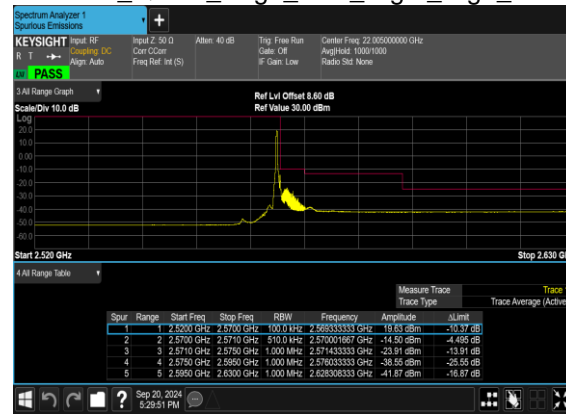 Spectrum Analyzer 1
Spurious Emissions
KEYSIGHT Input: RF Input Z: 50 Ω Atten: 40 dB Trig: Free Run Center Freq: 22.005000000 GHz
R T Coupling: DC Corr CCorr Gate: Off Avg|Hold: 1000/1000
Align: Auto Freq Ref: Int (S) IF Gain: Low Radio Std: None
PASS
3 All Range Graph
Ref Lvl Offset 8.60 dB
Scale/Div 10.0 dB Ref Value 30.00 dBm
Log
20.0
10.0
0.00
-10.0
-20.0
-30.0
-40.0
-50.0
-60.0
Start 2.520 GHz Stop 2.630 G
4 All Range Table
Measure Trace Trace
Trace Type Trace Average (Active
Spur Range Start Freq Stop Freq RBW Frequency Amplitude ΔLimit
1 1 2.5200 GHz 2.5700 GHz 100.0 kHz 2.569333333 GHz 19.63 dBm -10.37 dB
2 2 2.5700 GHz 2.5710 GHz 510.0 kHz 2.570001667 GHz -14.50 dBm -4.495 dB
3 3 2.5710 GHz 2.5750 GHz 1.000 MHz 2.571433333 GHz -23.91 dBm -13.91 dB
4 4 2.5750 GHz 2.5950 GHz 1.000 MHz 2.576033333 GHz -38.55 dBm -25.55 dB
5 5 2.5950 GHz 2.6300 GHz 1.000 MHz 2.628308333 GHz -41.87 dBm -16.87 dB
? Sep 20, 2024
5:29:51 PM